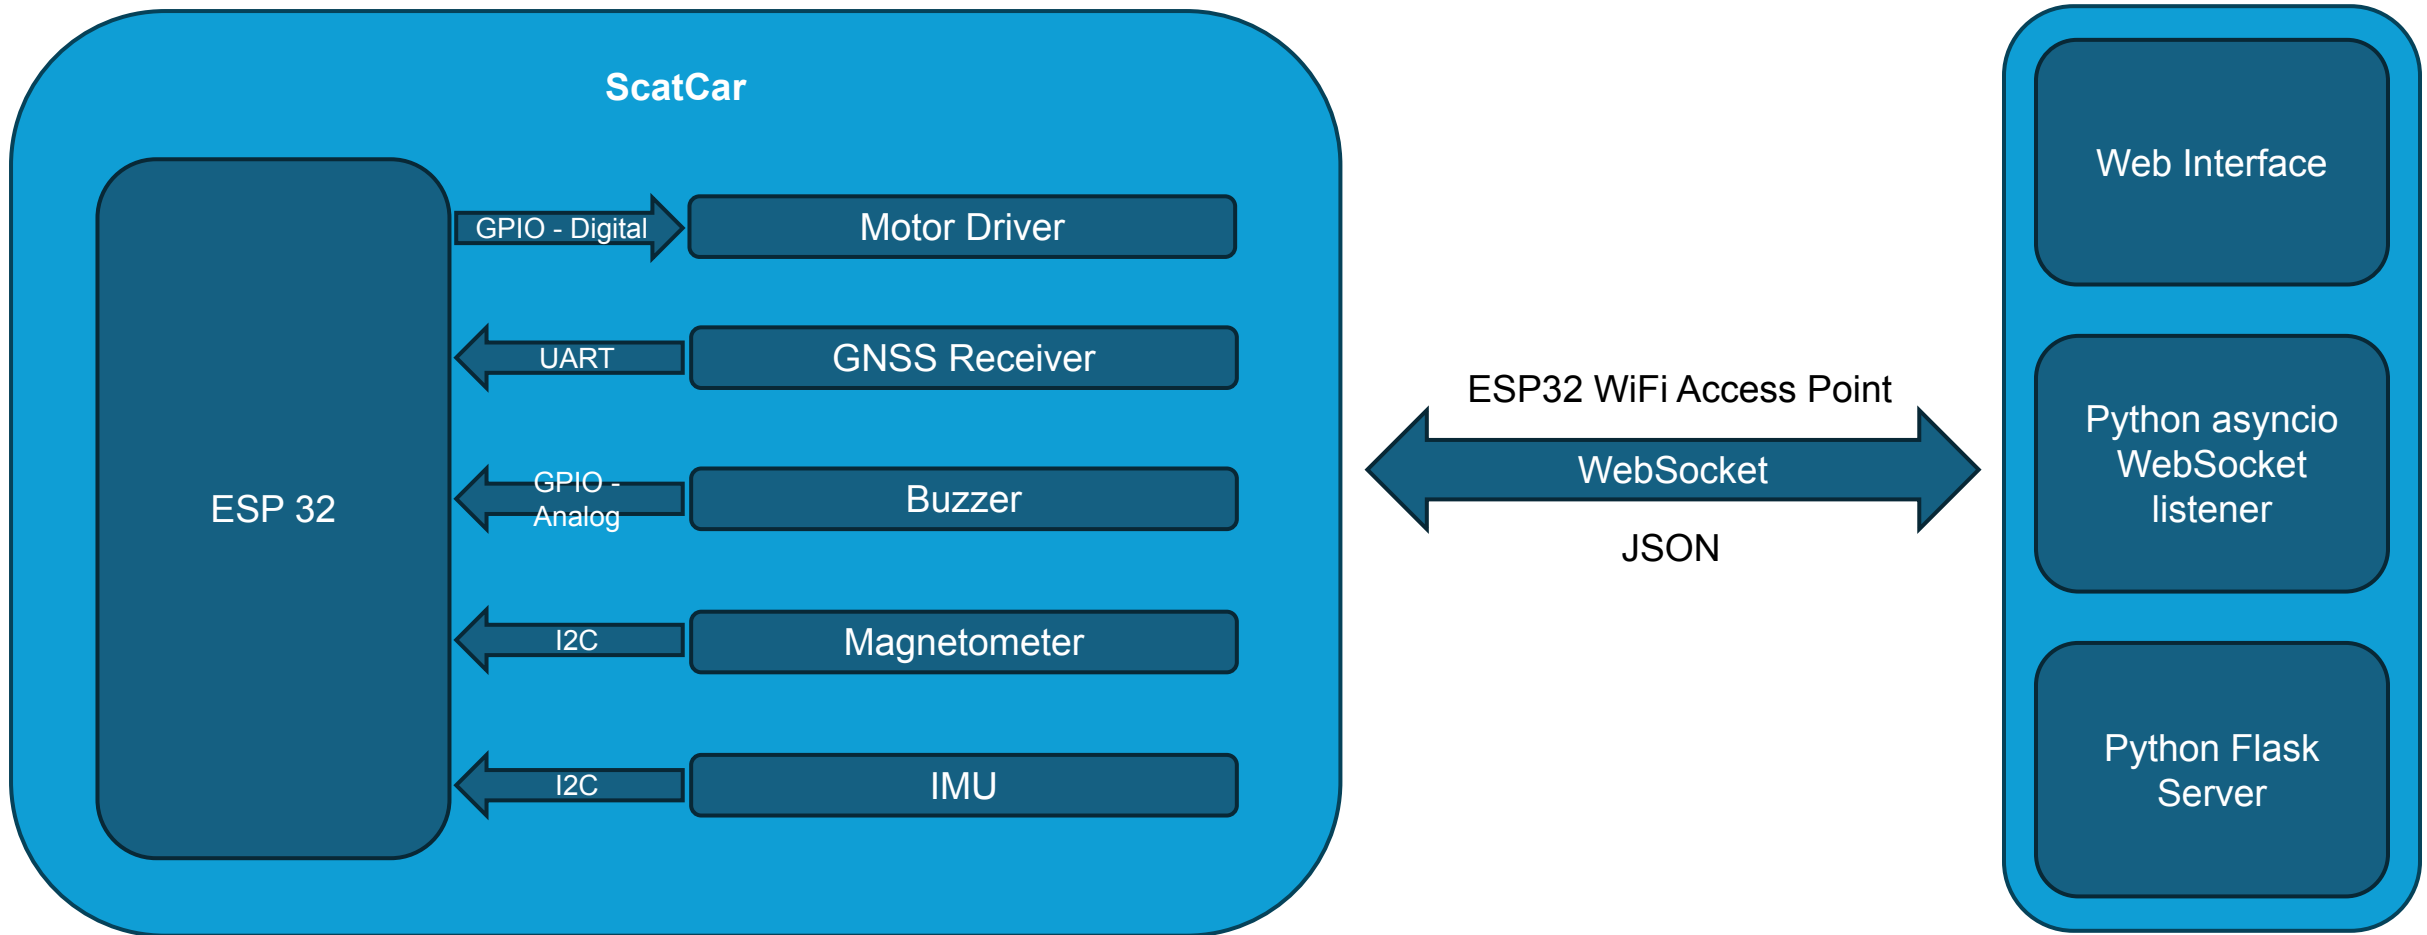 ScatCar
ESP 32
GPIO - Digital
Motor Driver
UART
GNSS Receiver
GPIO -
Analog
Buzzer
I2C
Magnetometer
I2C
IMU
ESP32 WiFi Access Point
WebSocket
JSON
Web Interface
Python asyncio
WebSocket
listener
Python Flask
Server